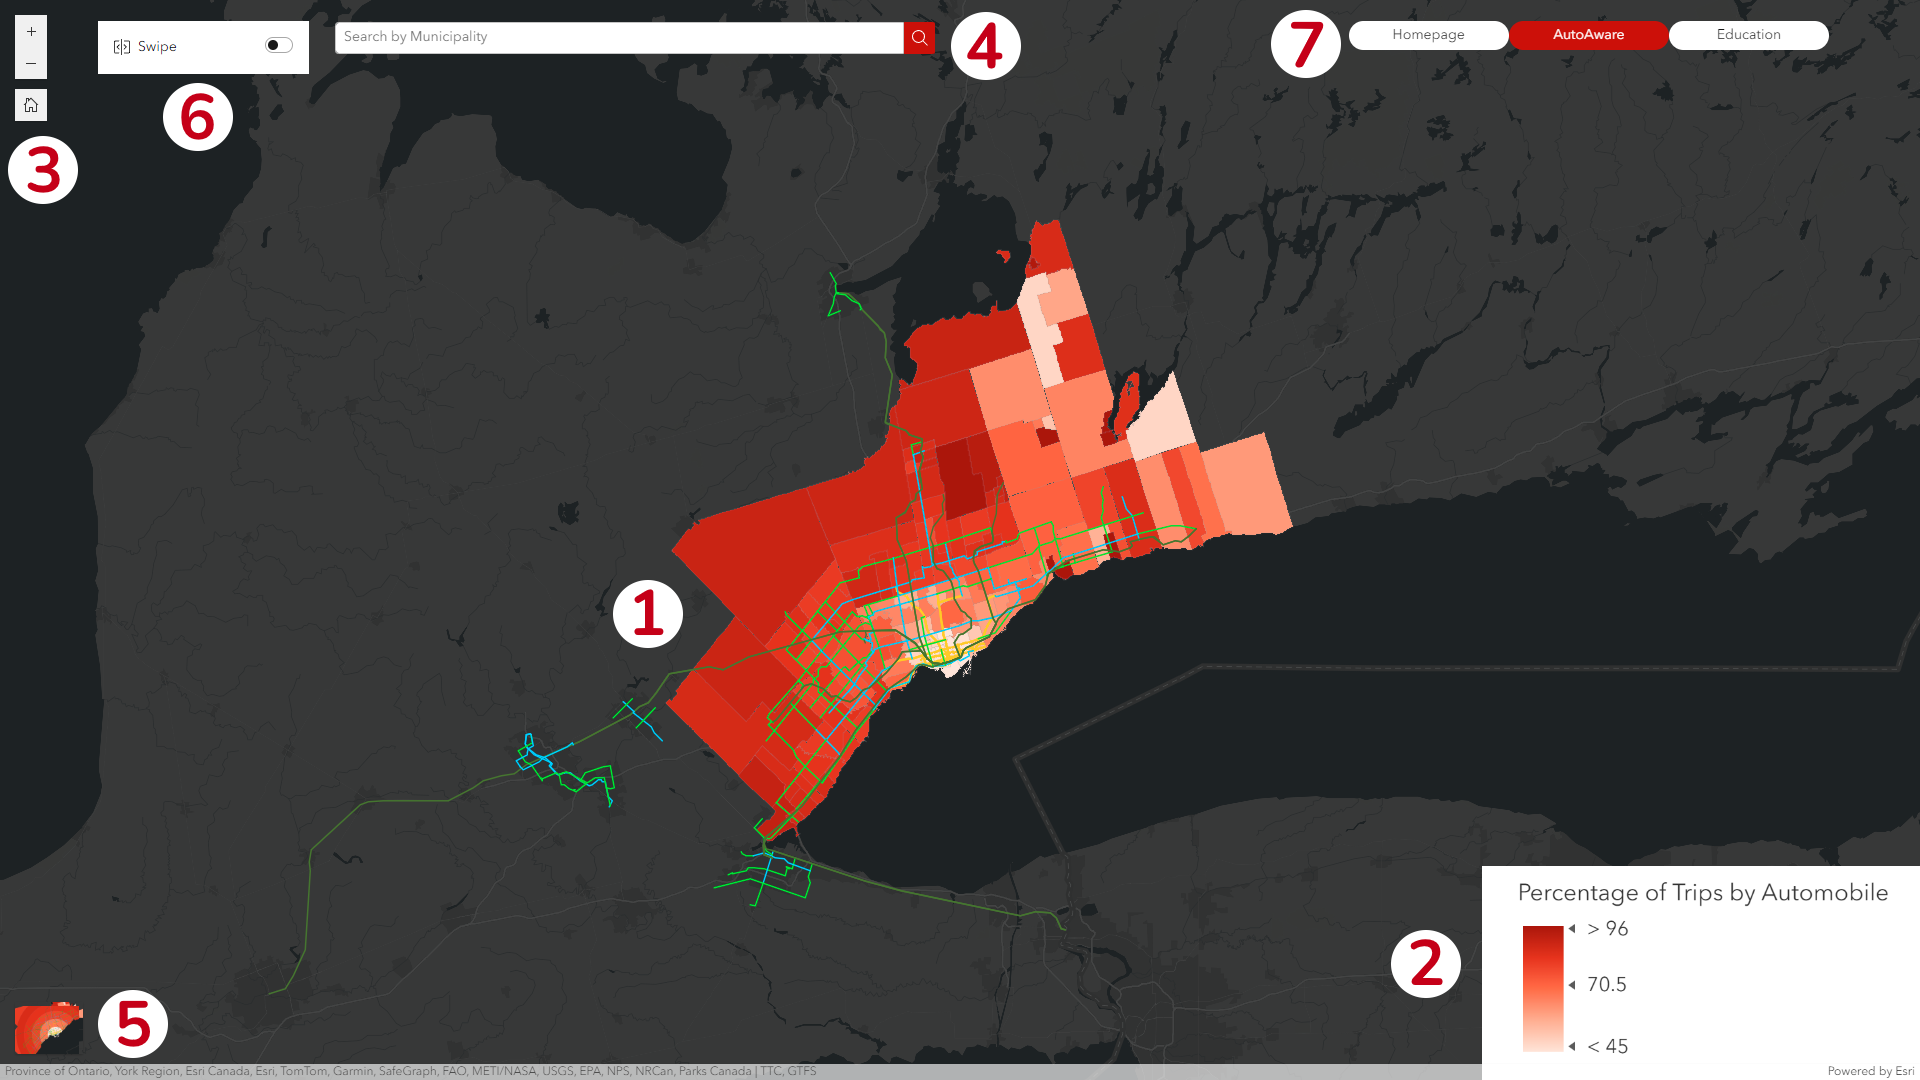 +
Swipe
Search by Municipality
4
7
Homepage
AutoAware
Education
−
6
3
1
Percentage of Trips by Automobile
> 96
2
70.5
5
< 45
Province of Ontario, York Region, Esri Canada, Esri, TomTom, Garmin, SafeGraph, FAO, METI/NASA, USGS, EPA, NPS, NRCan, Parks Canada | TTC, GTFS
Powered by Esri